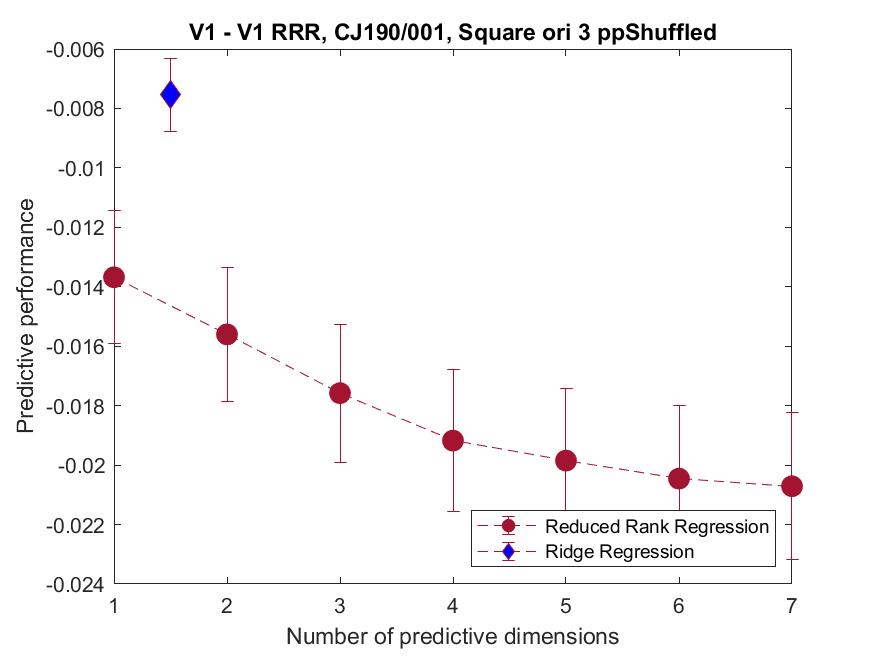 V1 - V1 RRR, CJ190/001, Square ori 3 ppShuffled
Predictive performance
-0.006
-0.008
-0.01
-0.012
-0.014
-0.016
-0.018
-0.02
-0.022
-0.024
Reduced Rank Regression
Ridge Regression
1 2 3 4 5 6 7
Number of predictive dimensions